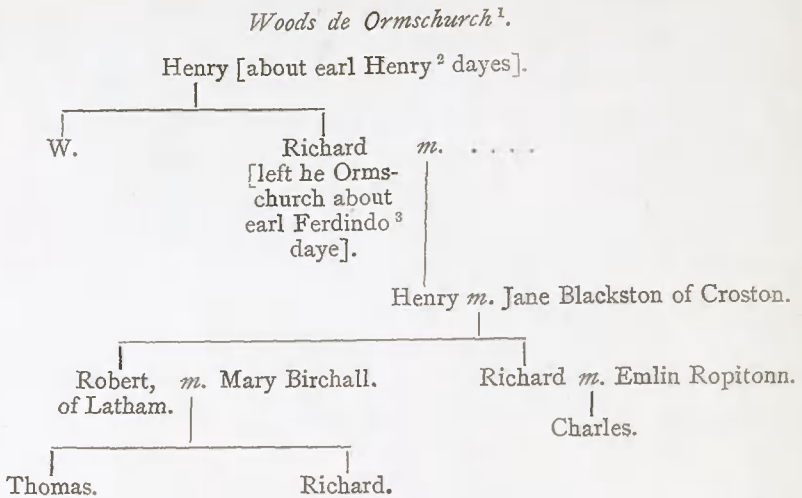 Woods de Ormschurch¹.
Henry [about earl Henry² dayes].
W.
Richard m. . . . .
[left he Orms-
church about
earl Ferdindo³
daye].
Henry m. Jane Blackston of Croston.
Robert, m. Mary Birchall.
of Latham.
Richard m. Emlin Ropitonn.
Charles.
Thomas. Richard.